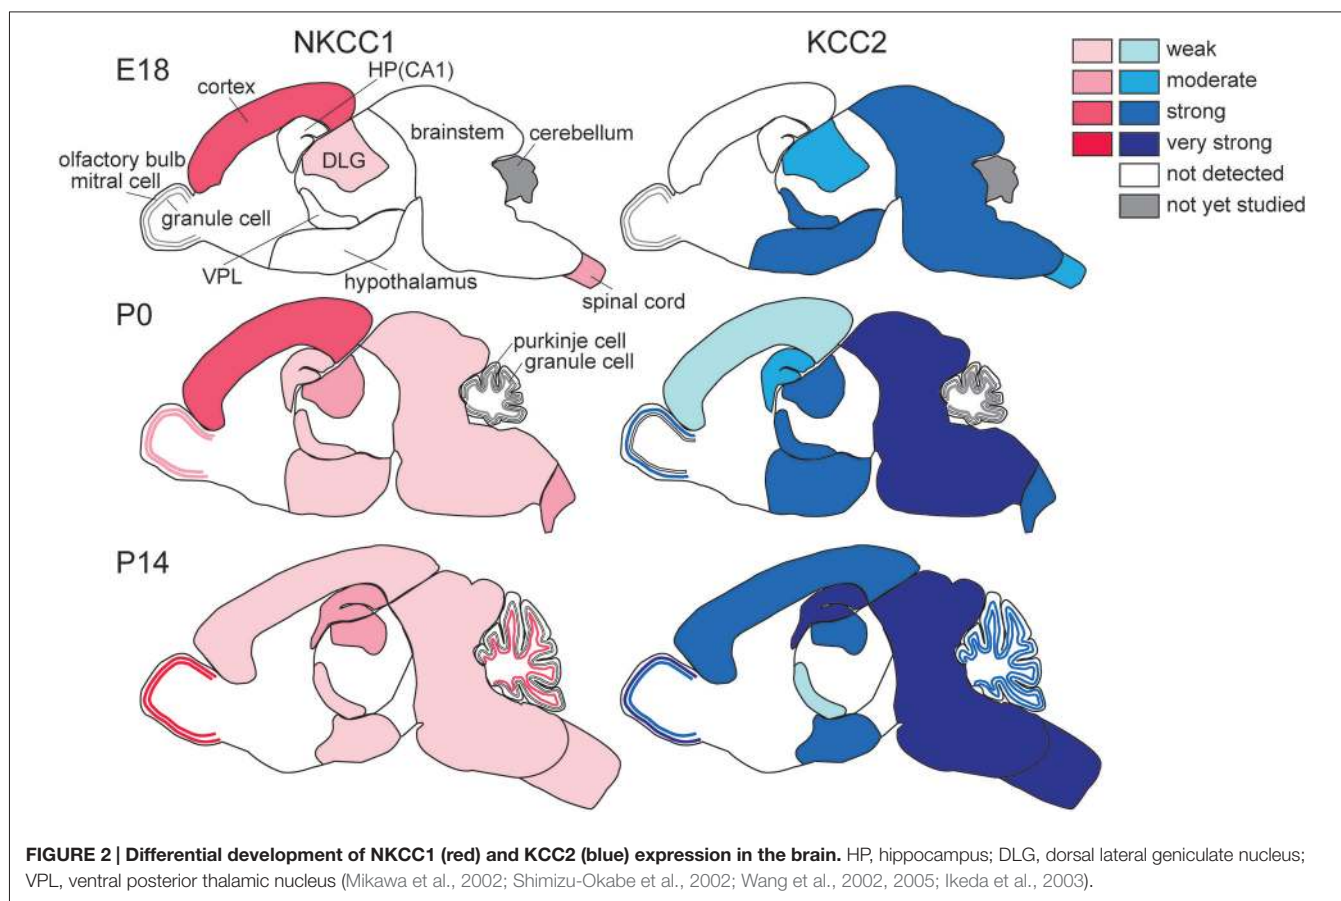 NKCC1
KCC2
E18
HP(CA1)
cortex
brainstem
cerebellum
olfactory bulb
mitral cell
DLG
granule cell
VPL
hypothalamus
spinal cord
weak
moderate
strong
very strong
not detected
not yet studied
P0
purkinje cell
granule cell
P14
FIGURE 2 | Differential development of NKCC1 (red) and KCC2 (blue) expression in the brain. HP, hippocampus; DLG, dorsal lateral geniculate nucleus;
VPL, ventral posterior thalamic nucleus (Mikawa et al., 2002; Shimizu-Okabe et al., 2002; Wang et al., 2002, 2005; Ikeda et al., 2003).